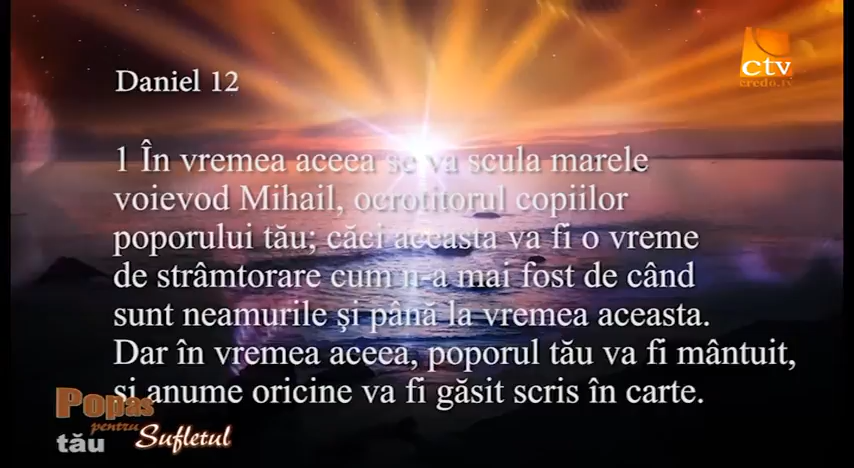 ctv
credo.tv
Daniel 12
1 În vremea aceea se va scula marele
voievod Mihail, ocrotitorul copiilor
poporului tău; căci aceasta va fi o vreme
de strâmtorare cum n-a mai fost de când
sunt neamurile şi până la vremea aceasta.
Dar în vremea aceea, poporul tău va fi mântuit,
şi anume oricine va fi găsit scris în carte.
Popas
pentru
tău Sufletul